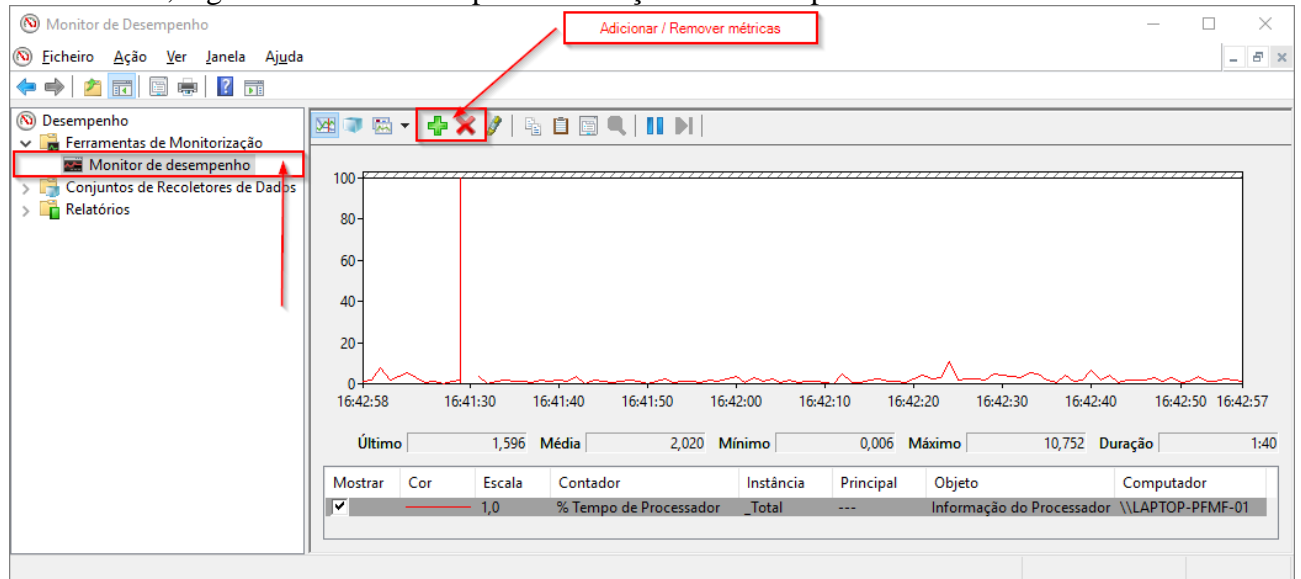 Monitor de Desempenho
Adicionar / Remover métricas
Ficheiro Ação Ver Janela Ajuda
Desempenho
Ferramentas de Monitorização
Monitor de desempenho
Conjuntos de Recoletores de Dados
Relatórios
100
80
60
40
20
0
16:42:58 16:41:30 16:41:40 16:41:50 16:42:00 16:42:10 16:42:20 16:42:30 16:42:40 16:42:50 16:42:57
Último 1,596 Média 2,020 Mínimo 0,006 Máximo 10,752 Duração 1:40
Mostrar Cor Escala Contador Instância Principal Objeto Computador
1,0 % Tempo de Processador _Total --- Informação do Processador \\LAPTOP-PFMF-01